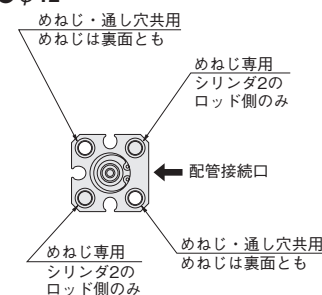 めねじ・通し穴共用
めねじは裏面とも
めねじ専用
シリンダ2の
ロッド側のみ
配管接続口
めねじ専用
シリンダ2の
ロッド側のみ
めねじ・通し穴共用
めねじは裏面とも